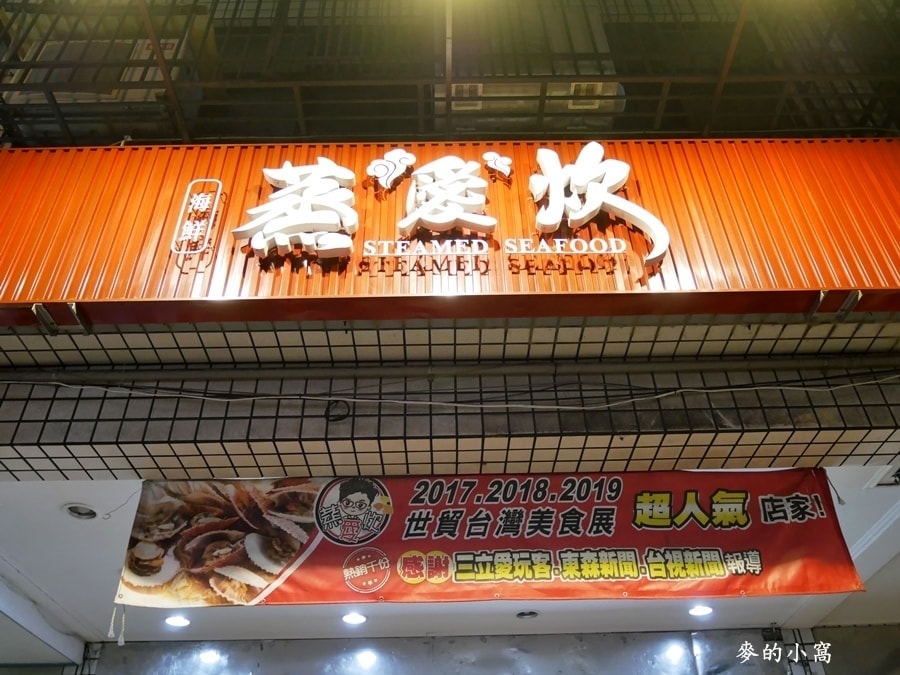 海鮮
蒸愛炊
STEAMED SEAFOOD
蒸愛炊
2017.2018.2019
世貿台灣美食展 超人氣 店家!
熱銷千份
感謝 三立愛玩客.東森新聞.台視新聞 報導
麥的小窩